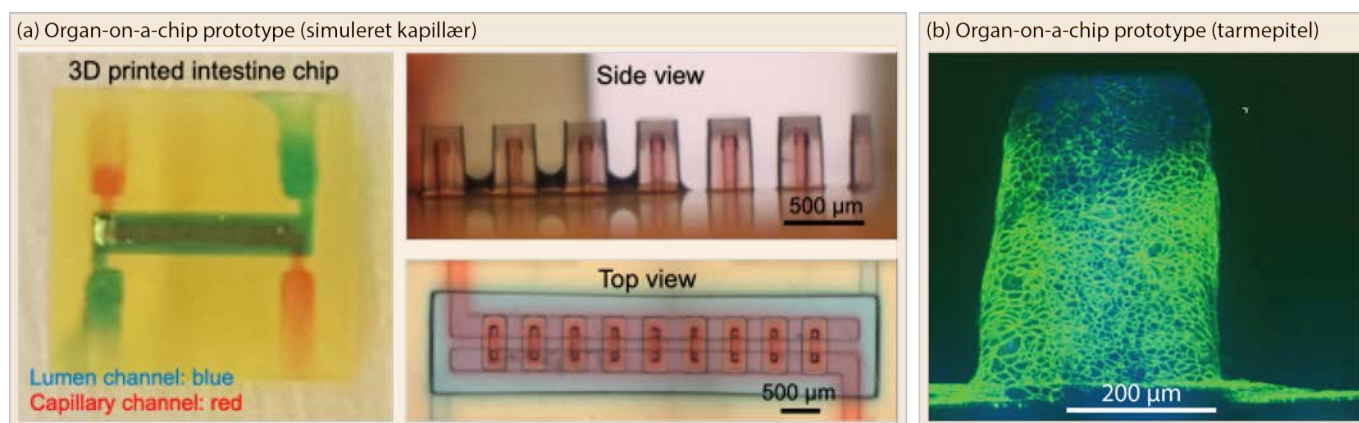 (a) Organ-on-a-chip prototype (simuleret kapillær)
3D printed intestine chip
Lumen channel: blue
Capillary channel: red
Side view
500 µm
Top view
500 µm
(b) Organ-on-a-chip prototype (tarmepitel)
200 µm